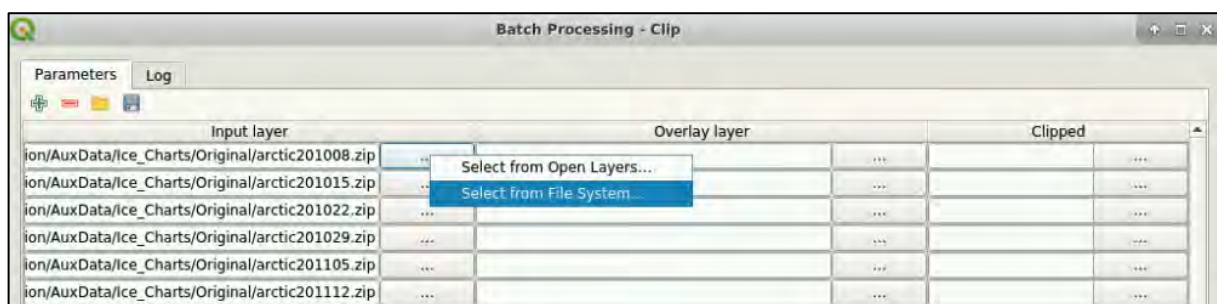 Batch Processing - Clip
Parameters Log
Input layer Overlay layer Clipped
ion/AuxData/Ice_Charts/Original/arctic201008.zip ... ...
Select from Open Layers...
ion/AuxData/Ice_Charts/Original/arctic201015.zip ... ...
Select from File System...
ion/AuxData/Ice_Charts/Original/arctic201022.zip ... ... ...
ion/AuxData/Ice_Charts/Original/arctic201029.zip ... ... ...
ion/AuxData/Ice_Charts/Original/arctic201105.zip ... ... ...
ion/AuxData/Ice_Charts/Original/arctic201112.zip ... ... ...